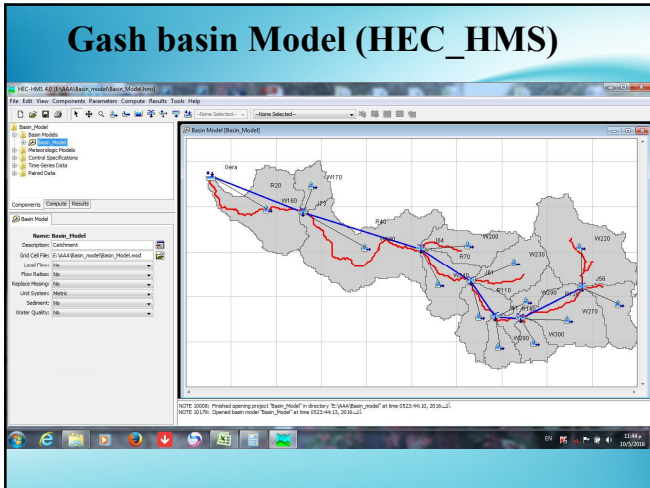 Gash basin Model (HEC_HMS)
HEC-HMS 4.0 [E:\AAA\Basin_model\Basin_Model.hms]
File Edit View Components Parameters Compute Results Tools Help
--None Selected-- --None Selected--
Basin_Model
Basin Models
Basin_Model
Meteorologic Models
Control Specifications
Time-Series Data
Paired Data
Components Compute Results
Basin Model
Name: Basin_Model
Description: Catchment
Grid Cell File: E:\AAA\Basin_model\Basin_Model.mod
Local Flow: No
Flow Ratios: No
Replace Missing: No
Unit System: Metric
Sediment: No
Water Quality: No
Basin Model [Basin_Model]
Gera
R20
W170
W160
J73
R40
J64
W200
R70
W230
W220
J61
R110
W290
J58
W270
W300
W280
NOTE 10008: Finished opening project "Basin_Model" in directory "E:\AAA\Basin_model" at time 0523:44:10, 2016
NOTE 10179: Opened basin model "Basin_Model" at time 0523:44:13, 2016
EN
11:44 م
10/5/2016